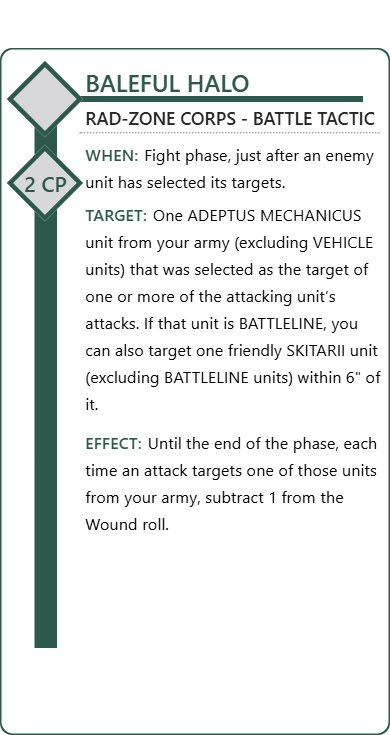 BALEFUL HALO
RAD-ZONE CORPS - BATTLE TACTIC
2 CP
WHEN: Fight phase, just after an enemy
unit has selected its targets.
TARGET: One ADEPTUS MECHANICUS
unit from your army (excluding VEHICLE
units) that was selected as the target of
one or more of the attacking unit's
attacks. If that unit is BATTLELINE, you
can also target one friendly SKITARII unit
(excluding BATTLELINE units) within 6" of
it.
EFFECT: Until the end of the phase, each
time an attack targets one of those units
from your army, subtract 1 from the
Wound roll.